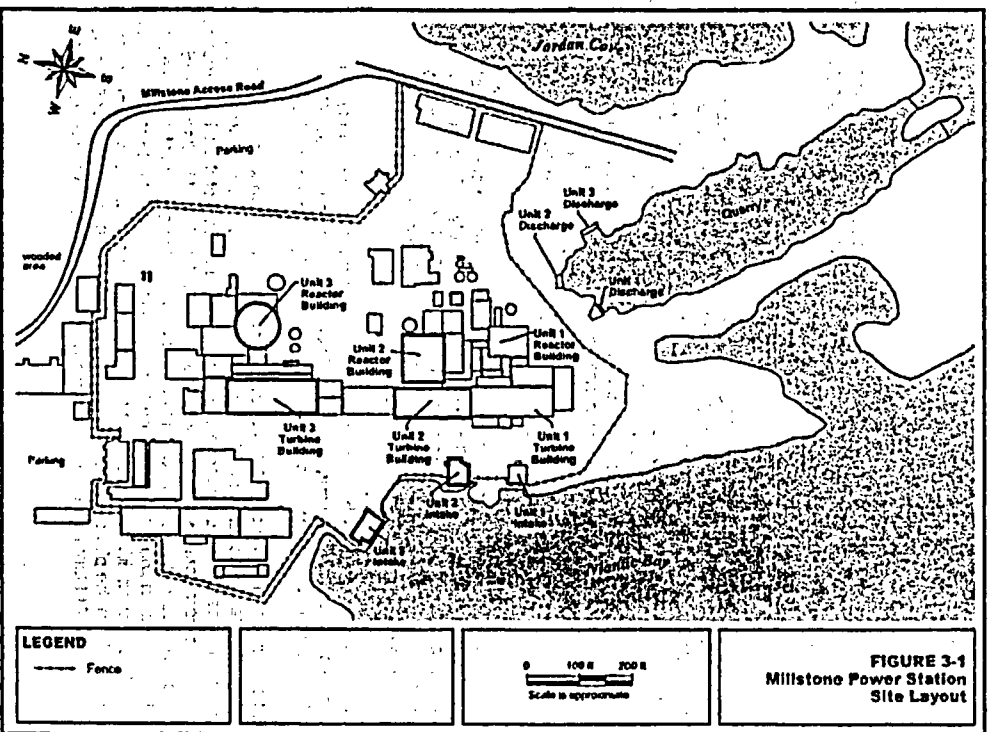 N
E
S
W
Jordan Cove
Millstone Access Road
Parking
Unit 3
Discharge
Unit 2
Discharge
Quarry
Unit 1
Discharge
wooded
area
Unit 3
Reactor
Building
Unit 2
Reactor
Building
Unit 1
Reactor
Building
Unit 3
Turbine
Building
Unit 2
Turbine
Building
Unit 1
Turbine
Building
Parking
Unit 2
Intake
Unit 1
Intake
Unit 3
Intake
Niantic Bay
LEGEND
Fence
0 100 ft 200 ft
Scale is approximate
FIGURE 3-1
Millstone Power Station
Site Layout